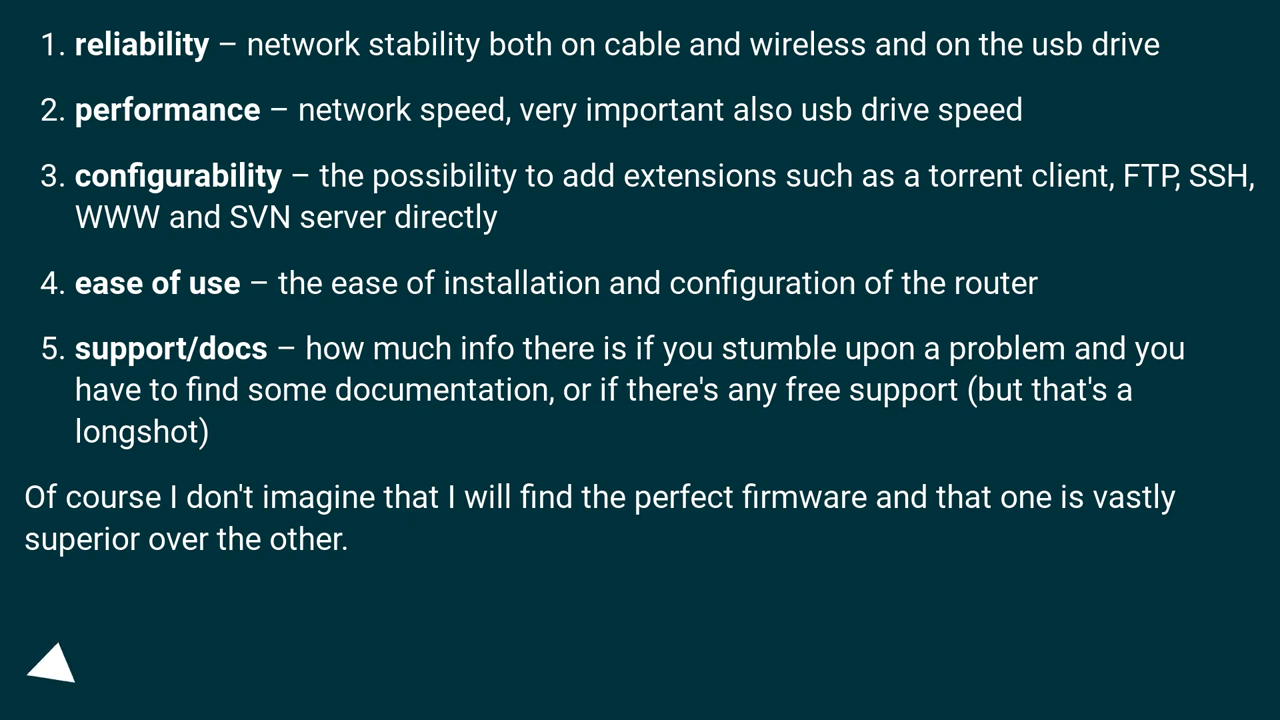 1. reliability – network stability both on cable and wireless and on the usb drive
2. performance – network speed, very important also usb drive speed
3. configurability – the possibility to add extensions such as a torrent client, FTP, SSH,
WWW and SVN server directly
4. ease of use – the ease of installation and configuration of the router
5. support/docs – how much info there is if you stumble upon a problem and you
have to find some documentation, or if there's any free support (but that's a
longshot)
Of course I don't imagine that I will find the perfect firmware and that one is vastly
superior over the other.